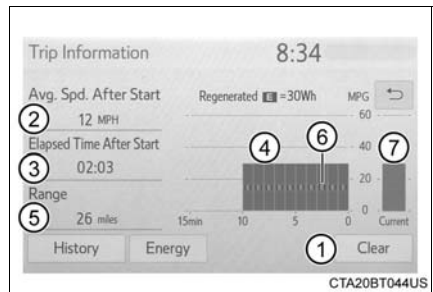 Trip Information 8:34
Avg. Spd. After Start Regenerated E =30Wh MPG
2 12 MPH 60
Elapsed Time After Start 4 6 40 7
3 02:03
Range 20
5 26 miles 15min 10 5 0 0 Current
History Energy 1 Clear
CTA20BT044US